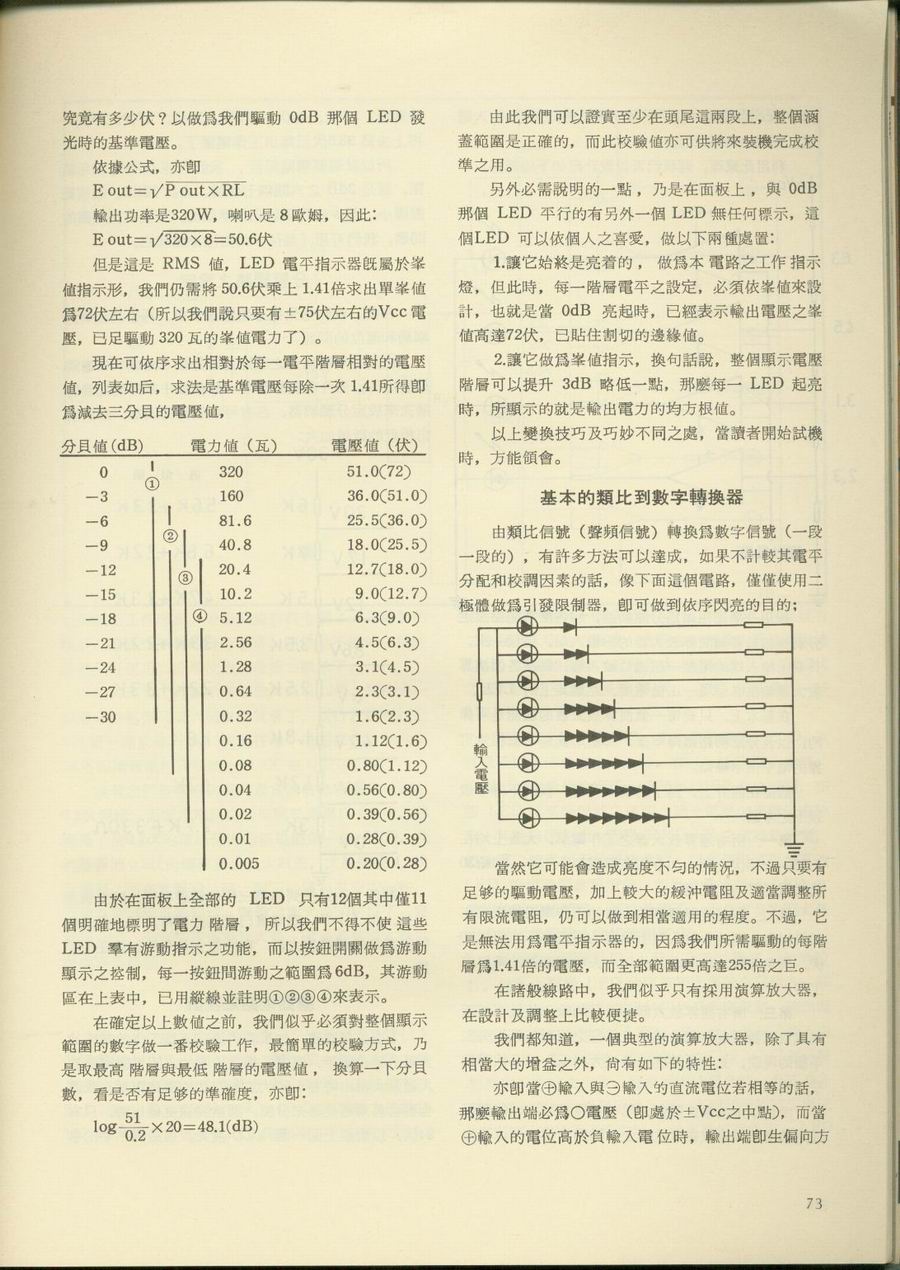 究竟有多少伏？以做爲我們驅動 0dB 那個 LED 發
光時的基準電壓。
依據公式，亦卽
E out=√P out×RL
輸出功率是320W，喇叭是 8 歐姆，因此：
E out=√320×8=50.6伏
但是這是 RMS 値，LED 電平指示器旣屬於峯
値指示形，我們仍需將 50.6伏乘上 1.41倍求出單峯値
爲72伏左右（所以我們說只要有±75伏左右的Vcc 電
壓，已足驅動 320 瓦的峯値電力了）。
現在可依序求出相對於每一電平階層相對的電壓
値，列表如后，求法是基準電壓每除一次 1.41所得卽
爲減去三分貝的電壓値，
分貝値(dB) 電力値（瓦） 電壓値（伏）
0 320 51.0(72)
①
−3 160 36.0(51.0)
−6 81.6 25.5(36.0)
②
−9 40.8 18.0(25.5)
−12 20.4 12.7(18.0)
③
−15 10.2 9.0(12.7)
−18 ④ 5.12 6.3(9.0)
−21 2.56 4.5(6.3)
−24 1.28 3.1(4.5)
−27 0.64 2.3(3.1)
−30 0.32 1.6(2.3)
0.16 1.12(1.6)
0.08 0.80(1.12)
0.04 0.56(0.80)
0.02 0.39(0.56)
0.01 0.28(0.39)
0.005 0.20(0.28)
由於在面板上全部的 LED 只有12個其中僅11
個明確地標明了電力 階層，所以我們不得不使 這些
LED 羣有游動指示之功能，而以按鈕開關做爲游動
顯示之控制，每一按鈕間游動之範圍爲 6dB，其游動
區在上表中，已用縱線並註明①②③④來表示。
在確定以上數値之前，我們似乎必須對整個顯示
範圍的數字做一番校驗工作，最簡單的校驗方式，乃
是取最高 階層與最低 階層的電壓値，換算一下分貝
數，看是否有足够的準確度，亦卽：
log 51/0.2 ×20=48.1(dB)
由此我們可以證實至少在頭尾這兩段上，整個涵
蓋範圍是正確的，而此校驗値亦可供將來裝機完成校
準之用。
另外必需說明的一點，乃是在面板上，與 0dB
那個 LED 平行的有另外一個 LED 無任何標示，這
個LED 可以依個人之喜愛，做以下兩種處置：
1.讓它始終是亮着的，做爲本 電路之工作 指示
燈，但此時，每一階層電平之設定，必須依峯値來設
計，也就是當 0dB 亮起時，已經表示輸出電壓之峯
値高達72伏，已貼住割切的邊緣値。
2.讓它做爲峯値指示，換句話說，整個顯示電壓
階層可以提升 3dB 略低一點，那麼每一 LED 起亮
時，所顯示的就是輸出電力的均方根値。
以上變換技巧及巧妙不同之處，當讀者開始試機
時，方能領會。
基本的類比到數字轉換器
由類比信號（聲頻信號）轉換爲數字信號（一段
一段的），有許多方法可以達成，如果不計較其電平
分配和校調因素的話，像下面這個電路，僅僅使用二
極體做爲引發限制器，卽可做到依序閃亮的目的；
輸入電壓
當然它可能會造成亮度不匀的情況，不過只要有
足够的驅動電壓，加上較大的緩沖電阻及適當調整所
有限流電阻，仍可以做到相當適用的程度。不過，它
是無法用爲電平指示器的，因爲我們所需驅動的每階
層爲1.41倍的電壓，而全部範圍更高達255倍之巨。
在諸般線路中，我們似乎只有採用演算放大器，
在設計及調整上比較便捷。
我們都知道，一個典型的演算放大器，除了具有
相當大的增益之外，尙有如下的特性：
亦卽當⊕輸入與㊀輸入的直流電位若相等的話，
那麼輸出端必爲○電壓（卽處於±Vcc之中點），而當
⊕輸入的電位高於負輸入電 位時，輸出端卽生偏向方
73